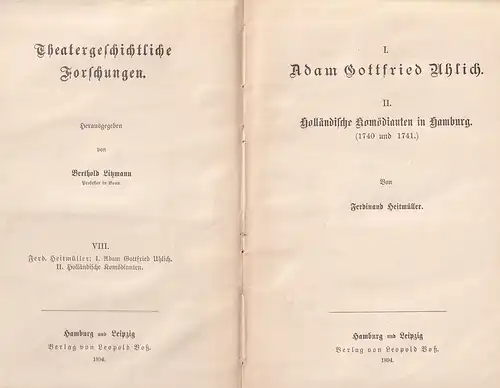 Theatergeschichtliche
Forschungen.
Herausgegeben
von
Berthold Litzmann
Professor in Bonn
VIII.
Ferd. Heitmüller: I. Adam Gottfried Uhlich.
II. Holländische Komödianten.
Hamburg und Leipzig
Verlag von Leopold Voß.
1894.
I.
Adam Gottfried Uhlich.
II.
Holländische Komödianten in Hamburg.
(1740 und 1741.)
Von
Ferdinand Heitmüller.
Hamburg und Leipzig
Verlag von Leopold Voß.
1894.